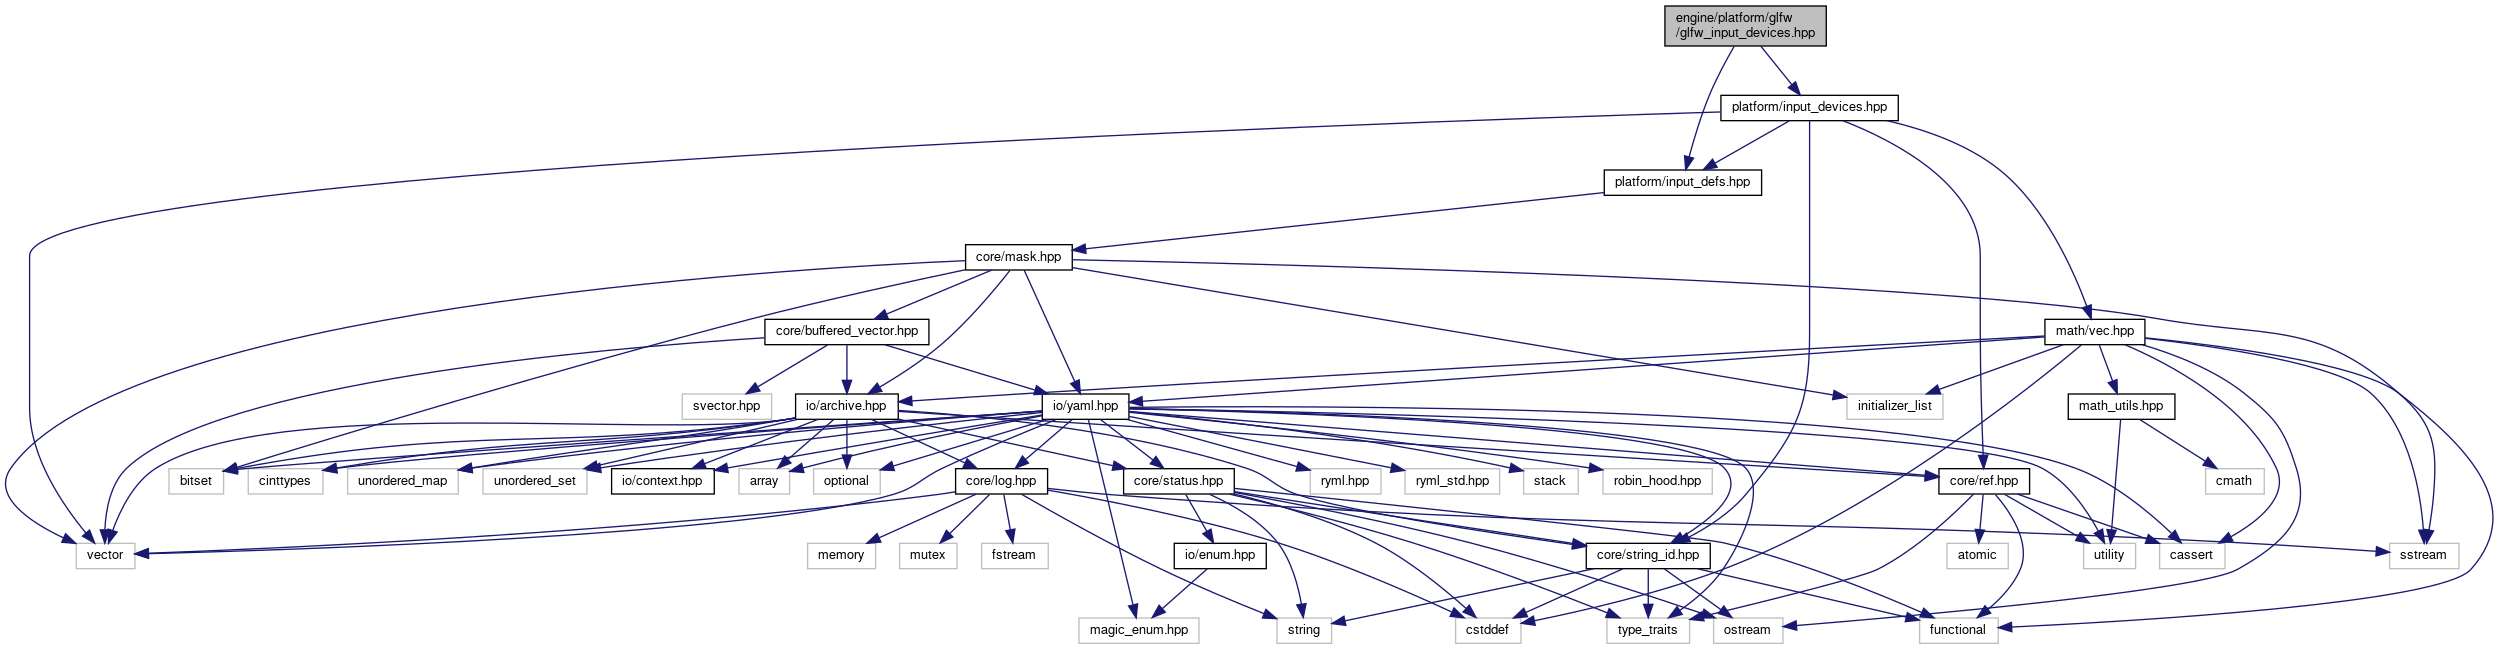 engine/platform/glfw
/glfw_input_devices.hpp
platform/input_devices.hpp
platform/input_defs.hpp
core/mask.hpp
core/buffered_vector.hpp
math/vec.hpp
svector.hpp
io/archive.hpp
io/yaml.hpp
initializer_list
math_utils.hpp
bitset
cinttypes
unordered_map
unordered_set
io/context.hpp
array
optional
core/log.hpp
core/status.hpp
ryml.hpp
ryml_std.hpp
stack
robin_hood.hpp
core/ref.hpp
cmath
vector
memory
mutex
fstream
io/enum.hpp
core/string_id.hpp
atomic
utility
cassert
sstream
magic_enum.hpp
string
cstddef
type_traits
ostream
functional